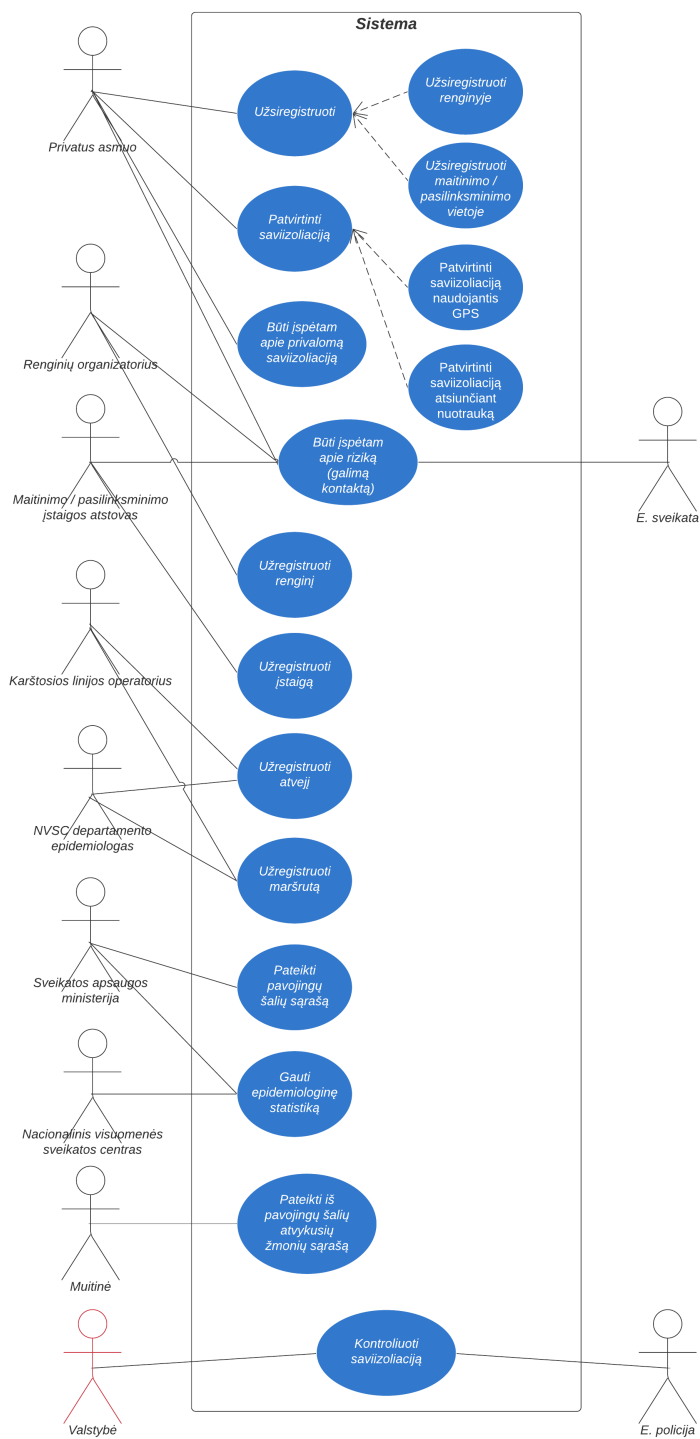 Sistema
Privatus asmuo
Užsiregistruoti
Užsiregistruoti
renginyje
Užsiregistruoti
maitinimo /
pasilinksminimo
vietoje
Patvirtinti
saviizoliaciją
Patvirtinti
saviizoliaciją
naudojantis
GPS
Renginių organizatorius
Būti įspėtam
apie privalomą
saviizoliaciją
Patvirtinti
saviizoliaciją
atsiunčiant
nuotrauką
Maitinimo / pasilinksminimo
įstaigos atstovas
Būti įspėtam
apie riziką
(galimą
kontaktą)
E. sveikata
Užregistruoti
renginį
Karštosios linijos operatorius
Užregistruoti
įstaigą
NVSC departamento
epidemiologas
Užregistruoti
atvejį
Užregistruoti
maršrutą
Sveikatos apsaugos
ministerija
Pateikti
pavojingų
šalių sąrašą
Nacionalinis visuomenės
sveikatos centras
Gauti
epidemiologinę
statistiką
Muitinė
Pateikti iš
pavojingų šalių
atvykusių
žmonių sąrašą
Valstybė
Kontroliuoti
saviizoliaciją
E. policija